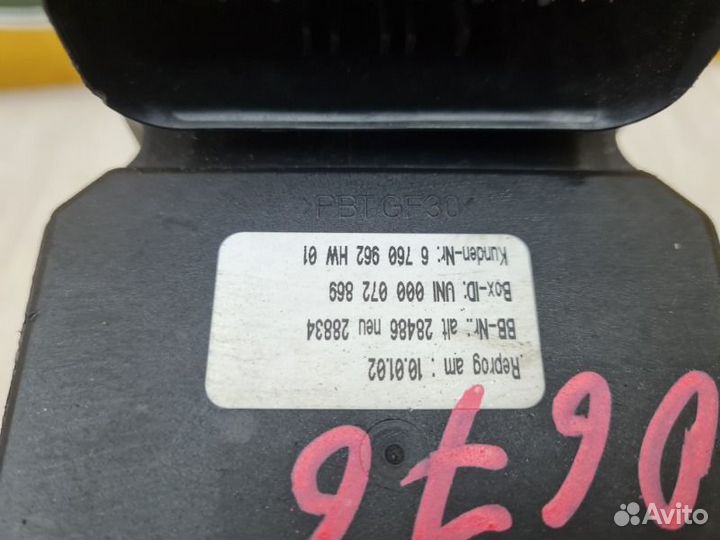 >PBT GF30<
Reprog am : 10.01.02
BB-Nr.: alt 28486 neu 28834
Box-ID: UNI 000 072 869
Kunden-Nr: 6 760 962 HW 01
Avito